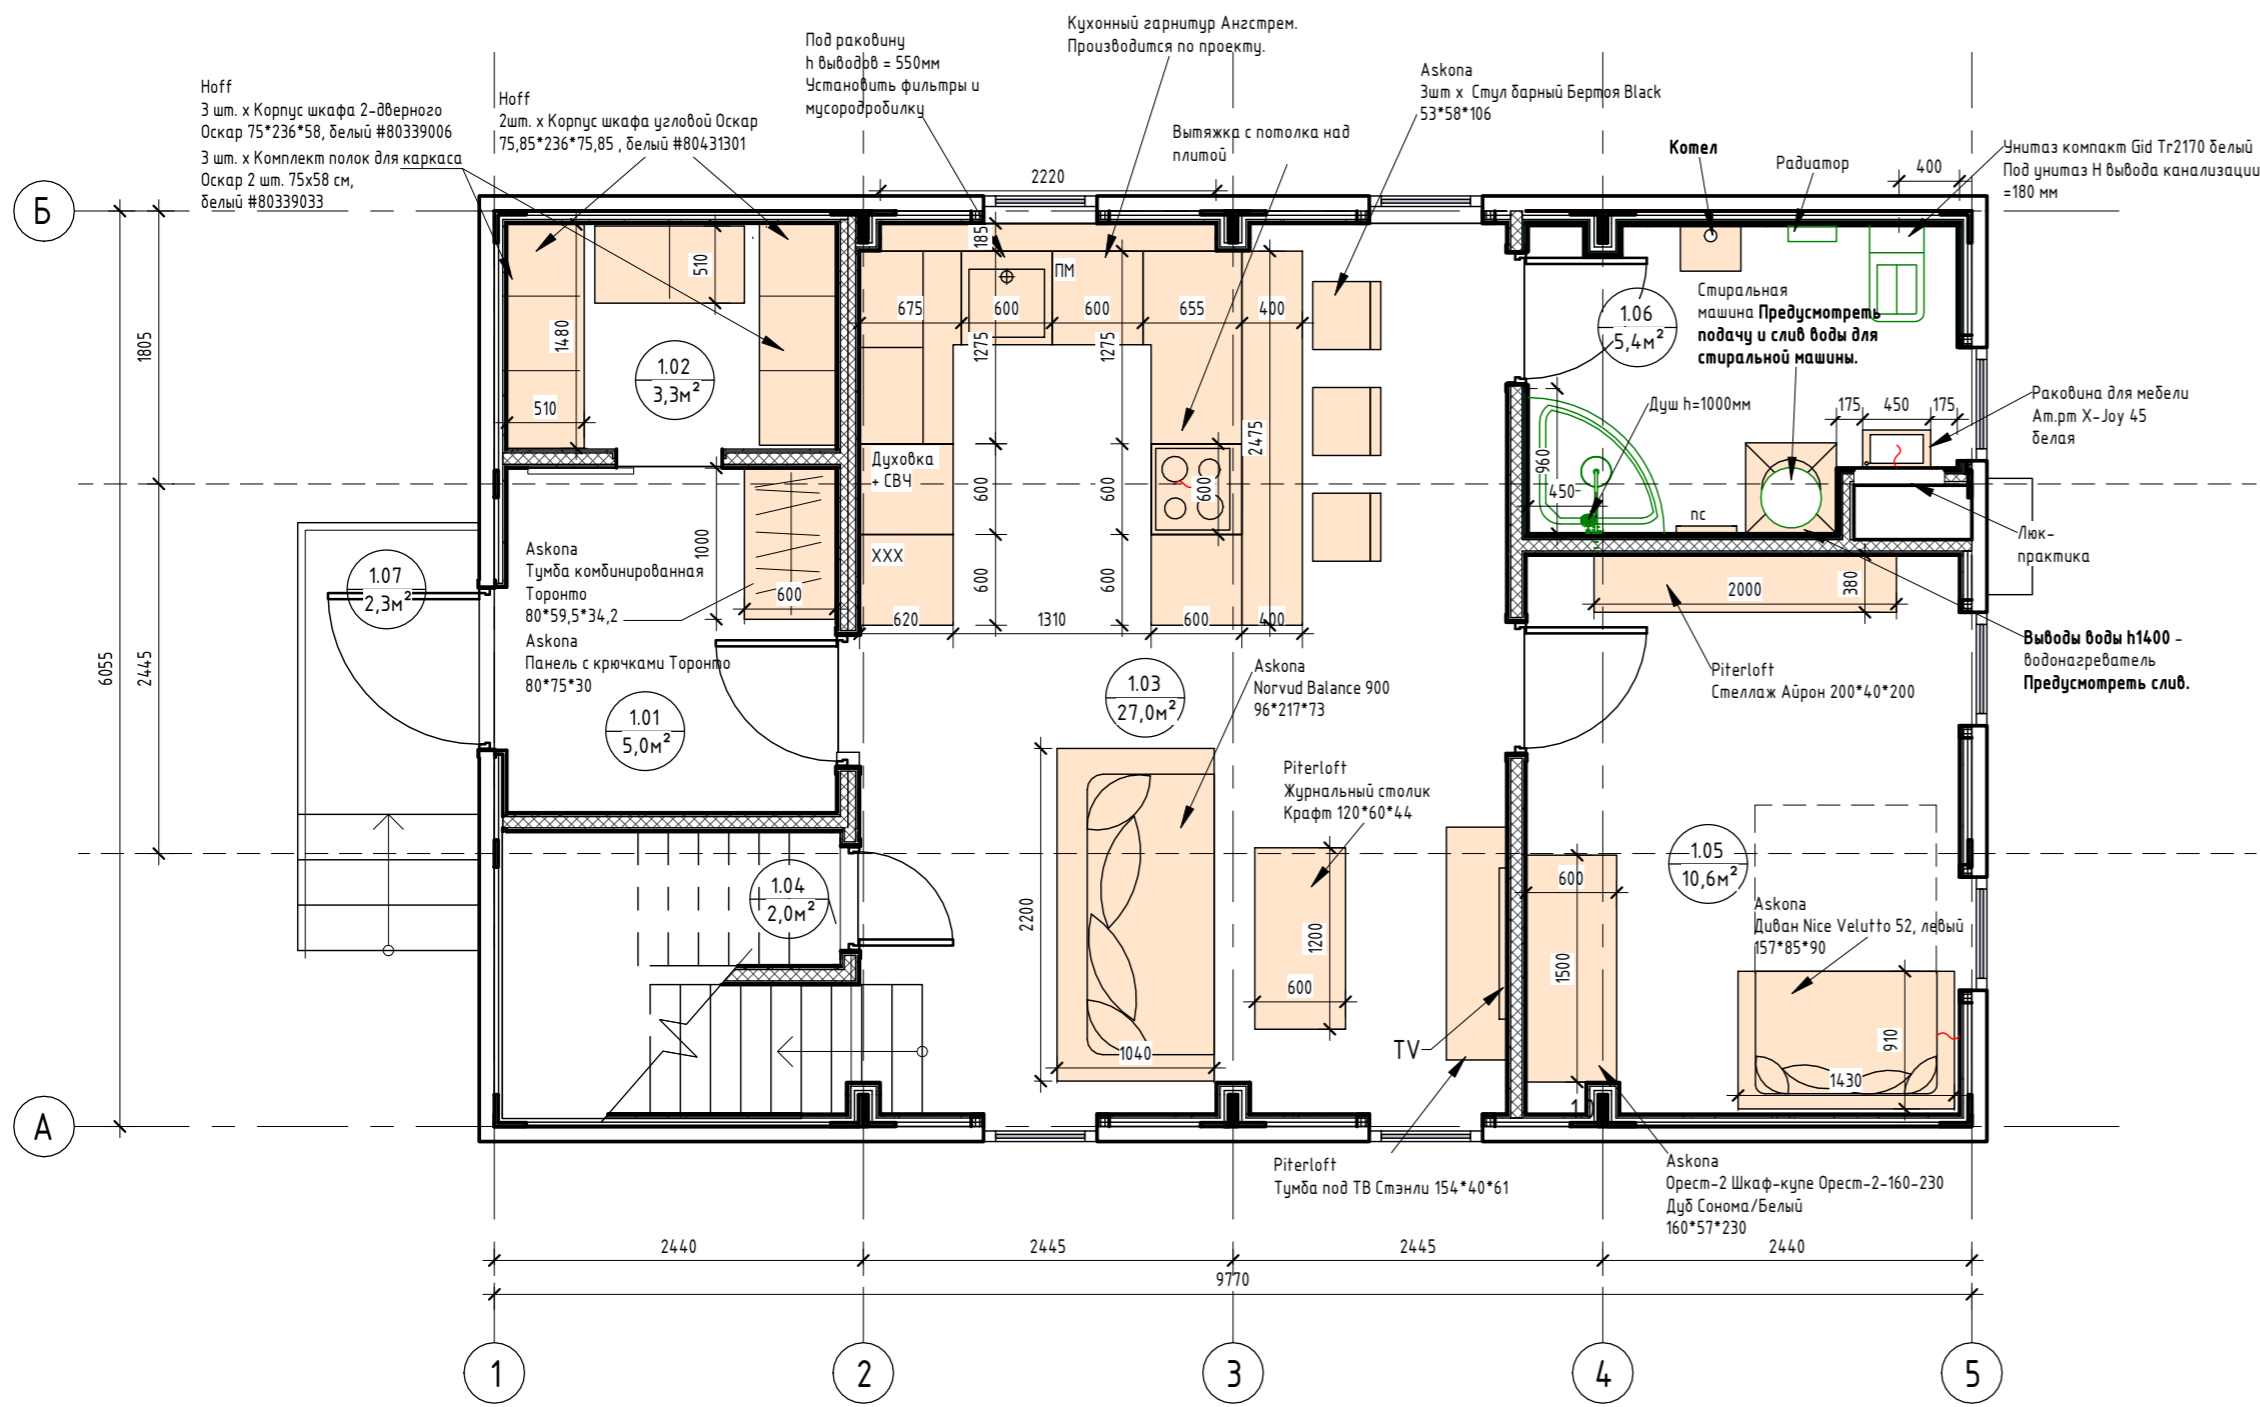 Hoff
3 шт. х Корпус шкафа 2-дверного
Оскар 75*236*58, белый #80339006
3 шт. х Комплект полок для каркаса
Оскар 2 шт. 75х58 см,
белый #80339033
Hoff
2шт. х Корпус шкафа угловой Оскар
75,85*236*75,85 , белый #80431301
Под раковину
h выводов = 550мм
Установить фильтры и
мусородробилку
Кухонный гарнитур Ангстрем.
Производится по проекту.
Вытяжка с потолка над
плитой
Askona
3шт х Стул барный Бертоя Black
53*58*106
Котел
Радиатор
Унитаз компакт Gid Tr2170 белый
Под унитаз Н вывода канализации
=180 мм
400
2220
Б
185
510
ПМ
675
600
600
655
400
1480
1275
1275
1805
1.02
3,3м²
510
1.06
5,4м²
Стиральная
машина Предусмотреть
подачу и слив воды для
стиральной машины.
Раковина для мебели
Am.pm X-Joy 45
белая
175
450
175
Душ h=1000мм
2475
960
450
Духовка
+ СВЧ
600
600
600
пс
Люк-
практика
ХХХ
1000
600
600
600
620
1310
600
400
Askona
Тумба комбинированная
Торонто
80*59,5*34,2
Askona
Панель с крючками Торонто
80*75*30
1.07
2,3м²
2000
380
Выводы воды h1400 -
водонагреватель
Предусмотреть слив.
Piterloft
Стеллаж Айрон 200*40*200
6055
2445
1.01
5,0м²
1.03
27,0м²
Askona
Norvud Balance 900
96*217*73
Piterloft
Журнальный столик
Крафт 120*60*44
1.04
2,0м²
1.05
10,6м²
600
2200
1200
600
1500
1040
Askona
Диван Nice Velutto 52, левый
157*85*90
910
1430
TV
А
Piterloft
Тумба под ТВ Стэнли 154*40*61
Askona
Орест-2 Шкаф-купе Орест-2-160-230
Дуб Сонома/Белый
160*57*230
2440
2445
2445
2440
9770
1
2
3
4
5